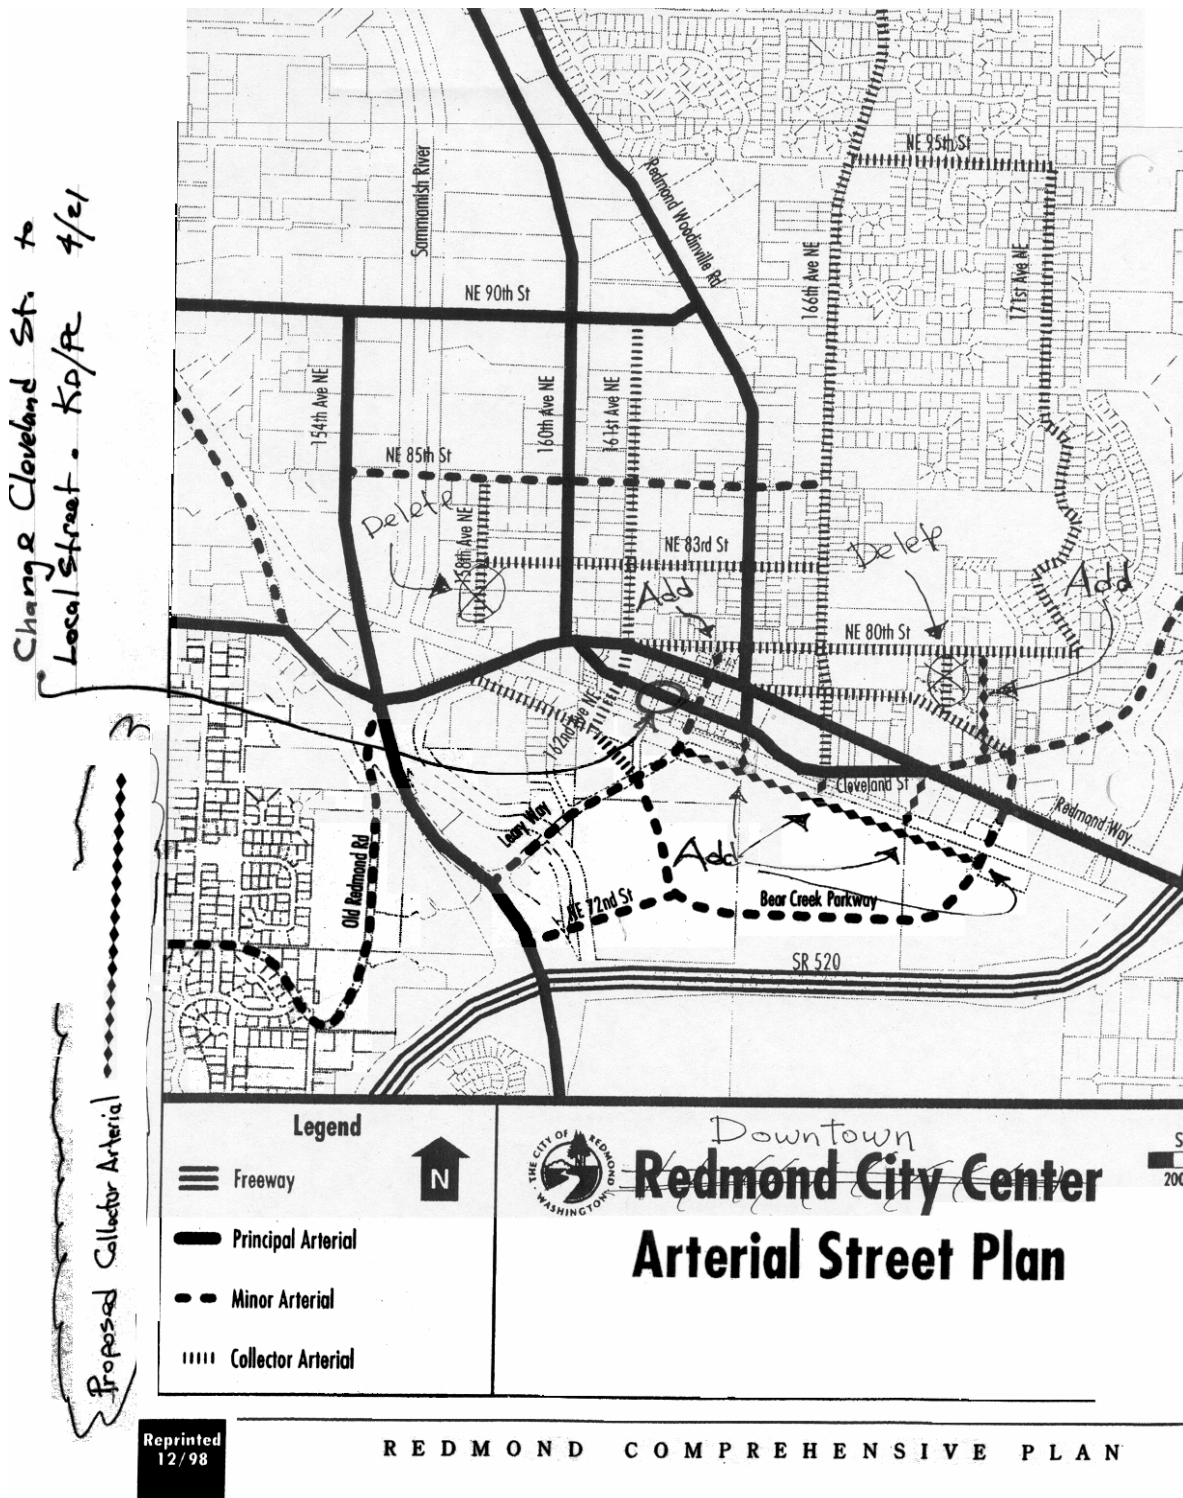 Change Cleveland St. to
Local Street. KD/PC 4/21
NE 95th St
Redmond Woodinville Rd
Sammamish River
166th Ave NE
171st Ave NE
NE 90th St
154th Ave NE
160th Ave NE
161st Ave NE
NE 85th St
Delete
158th Ave NE
NE 83rd St
Delete
Add
Add
NE 80th St
162nd Ave NE
Cleveland St
Redmond Way
Leary Way
Old Redmond Rd
Add
NE 72nd St
Bear Creek Parkway
SR 520
Proposed Collector Arterial
Legend
N
Freeway
Principal Arterial
Minor Arterial
Collector Arterial
THE CITY OF REDMOND
WASHINGTON
Downtown
Redmond City Center
Arterial Street Plan
S
200
Reprinted
12/98
REDMOND COMPREHENSIVE PLAN